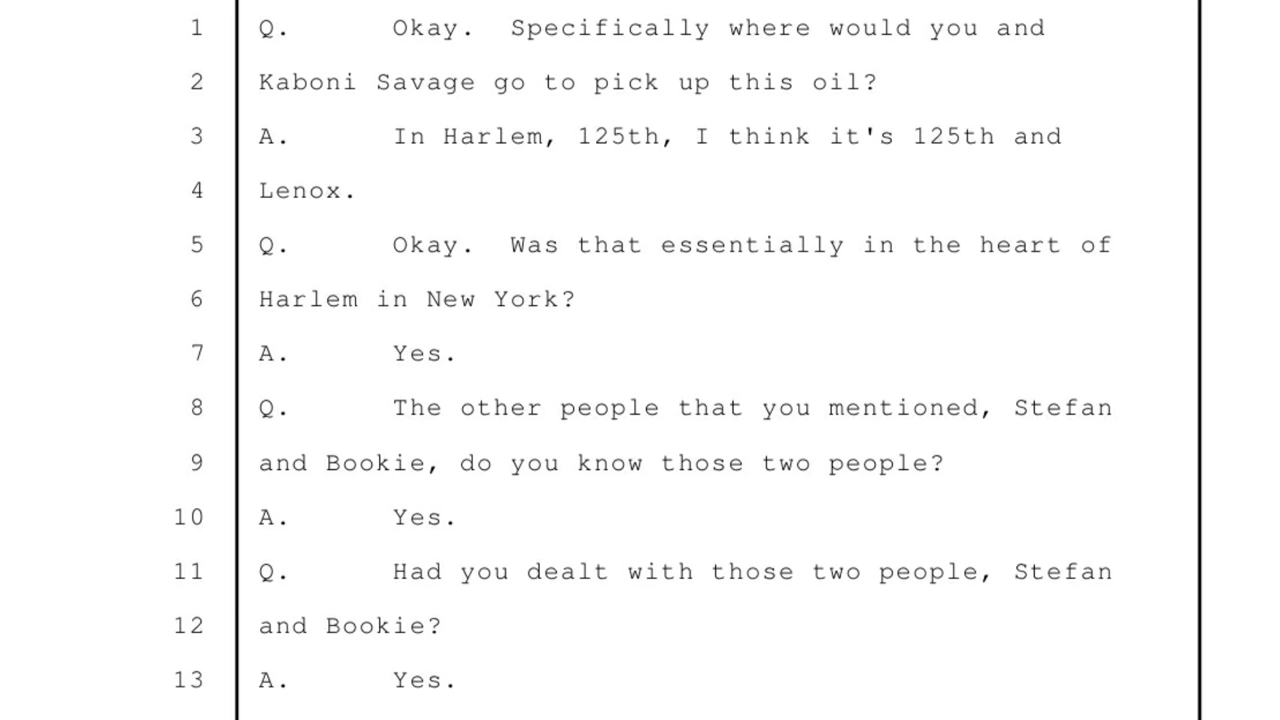 1 Q. Okay. Specifically where would you and
2 Kaboni Savage go to pick up this oil?
3 A. In Harlem, 125th, I think it's 125th and
4 Lenox.
5 Q. Okay. Was that essentially in the heart of
6 Harlem in New York?
7 A. Yes.
8 Q. The other people that you mentioned, Stefan
9 and Bookie, do you know those two people?
10 A. Yes.
11 Q. Had you dealt with those two people, Stefan
12 and Bookie?
13 A. Yes.